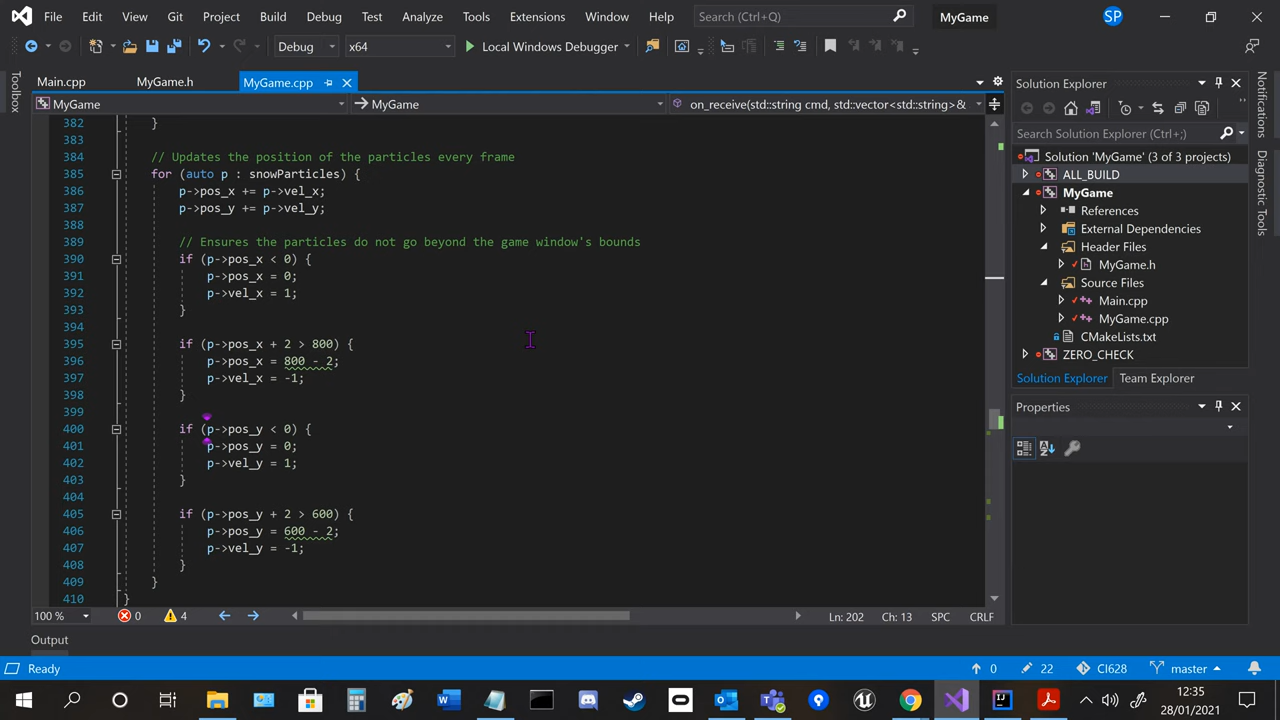 File Edit View Git Project Build Debug Test Analyze Tools Extensions Window Help Search (Ctrl+Q) MyGame SP
Debug x64 Local Windows Debugger
Toolbox
Main.cpp MyGame.h MyGame.cpp
MyGame MyGame on_receive(std::string cmd, std::vector<std::string>&
382 }
383
384 // Updates the position of the particles every frame
385 for (auto p : snowParticles) {
386 p->pos_x += p->vel_x;
387 p->pos_y += p->vel_y;
388
389 // Ensures the particles do not go beyond the game window's bounds
390 if (p->pos_x < 0) {
391 p->pos_x = 0;
392 p->vel_x = 1;
393 }
394
395 if (p->pos_x + 2 > 800) {
396 p->pos_x = 800 - 2;
397 p->vel_x = -1;
398 }
399
400 if (p->pos_y < 0) {
401 p->pos_y = 0;
402 p->vel_y = 1;
403 }
404
405 if (p->pos_y + 2 > 600) {
406 p->pos_y = 600 - 2;
407 p->vel_y = -1;
408 }
409 }
410 }
100 % 0 4 Ln: 202 Ch: 13 SPC CRLF
Output
Solution Explorer
Search Solution Explorer (Ctrl+;)
Solution 'MyGame' (3 of 3 projects)
ALL_BUILD
MyGame
References
External Dependencies
Header Files
MyGame.h
Source Files
Main.cpp
MyGame.cpp
CMakeLists.txt
ZERO_CHECK
Solution Explorer Team Explorer
Properties
Notifications
Diagnostic Tools
Ready 0 22 CI628 master
12:35
28/01/2021